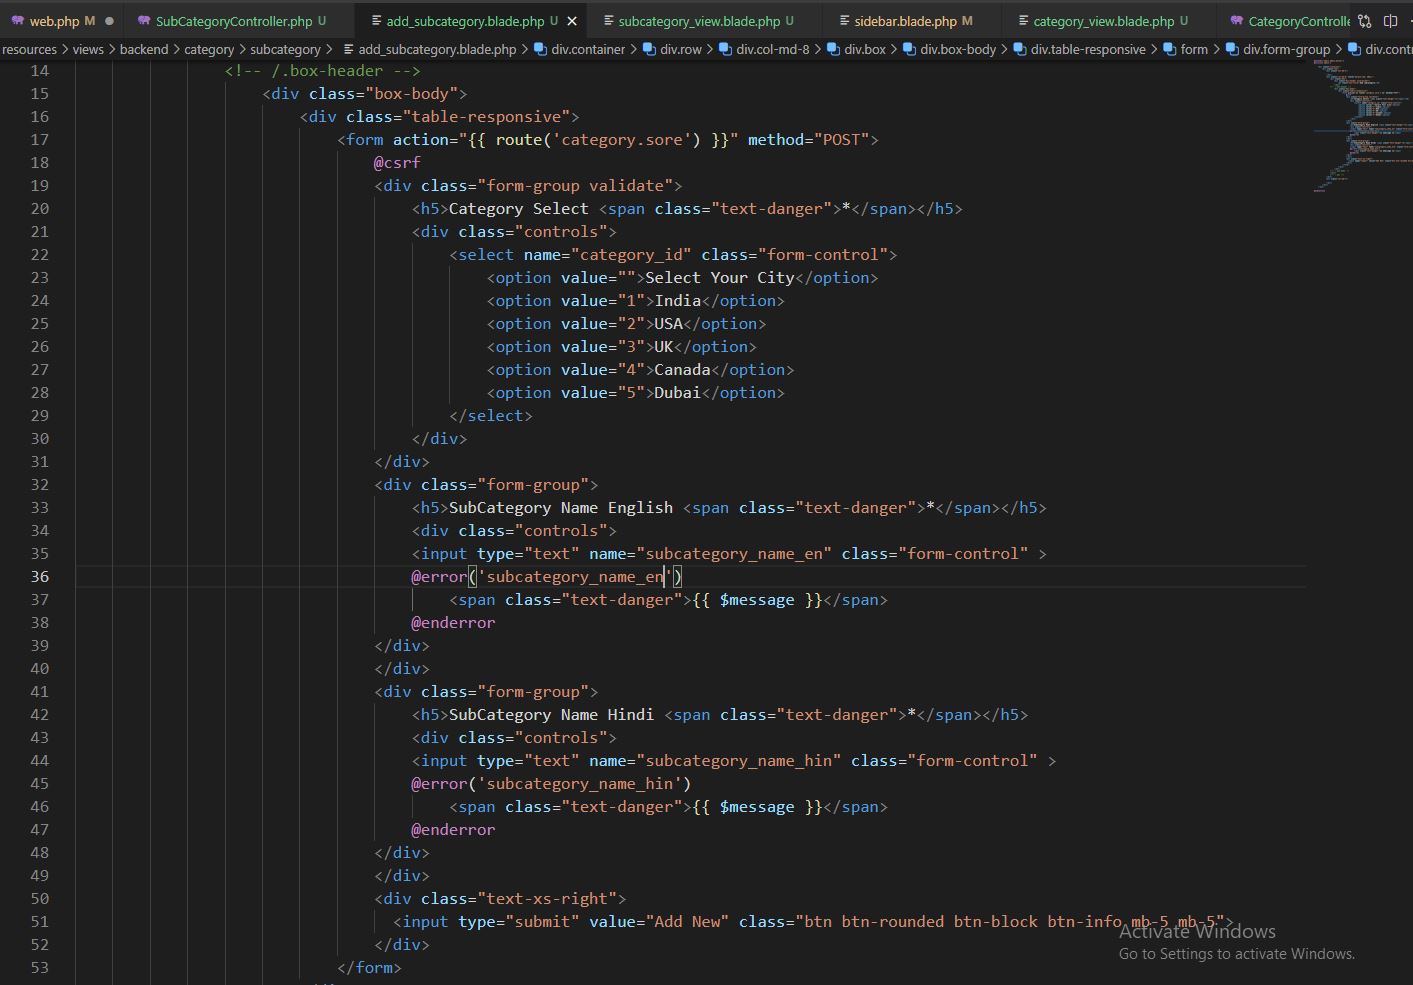 web.php M
SubCategoryController.php U
add_subcategory.blade.php U
subcategory_view.blade.php U
sidebar.blade.php M
category_view.blade.php U
CategoryControlle
resources > views > backend > category > subcategory > add_subcategory.blade.php > div.container > div.row > div.col-md-8 > div.box > div.box-body > div.table-responsive > form > div.form-group > div.contr
14 <!-- /.box-header -->
15 <div class="box-body">
16 <div class="table-responsive">
17 <form action="{{ route('category.sore') }}" method="POST">
18 @csrf
19 <div class="form-group validate">
20 <h5>Category Select <span class="text-danger">*</span></h5>
21 <div class="controls">
22 <select name="category_id" class="form-control">
23 <option value="">Select Your City</option>
24 <option value="1">India</option>
25 <option value="2">USA</option>
26 <option value="3">UK</option>
27 <option value="4">Canada</option>
28 <option value="5">Dubai</option>
29 </select>
30 </div>
31 </div>
32 <div class="form-group">
33 <h5>SubCategory Name English <span class="text-danger">*</span></h5>
34 <div class="controls">
35 <input type="text" name="subcategory_name_en" class="form-control" >
36 @error('subcategory_name_en')
37 <span class="text-danger">{{ $message }}</span>
38 @enderror
39 </div>
40 </div>
41 <div class="form-group">
42 <h5>SubCategory Name Hindi <span class="text-danger">*</span></h5>
43 <div class="controls">
44 <input type="text" name="subcategory_name_hin" class="form-control" >
45 @error('subcategory_name_hin')
46 <span class="text-danger">{{ $message }}</span>
47 @enderror
48 </div>
49 </div>
50 <div class="text-xs-right">
51 <input type="submit" value="Add New" class="btn btn-rounded btn-block btn-info mb-5 mb-5">
52 </div>
53 </form>
Activate Windows
Go to Settings to activate Windows.